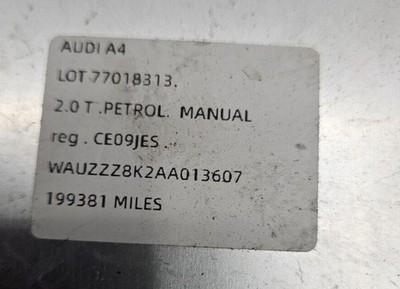 AUDI A4
LOT 77018313.
2.0 T .PETROL. MANUAL
reg . CE09JES .
WAUZZZ8K2AA013607
199381 MILES